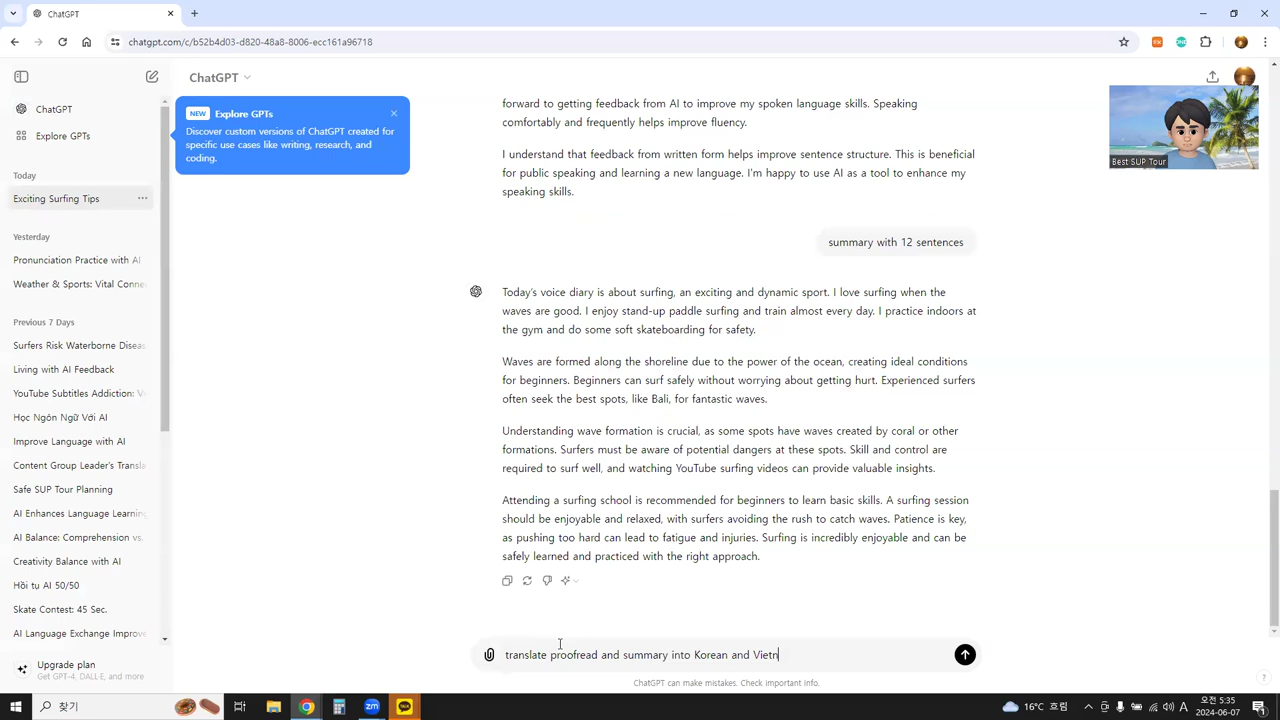 ChatGPT
chatgpt.com/c/b52b4d03-d820-48a8-8006-ecc161a96718
ChatGPT
ChatGPT
Explore GPTs
NEW Explore GPTs
Discover custom versions of ChatGPT created for
specific use cases like writing, research, and
coding.
Today
Exciting Surfing Tips
Yesterday
Pronunciation Practice with AI
Weather & Sports: Vital Conne
Previous 7 Days
Surfers Risk Waterborne Diseas
Living with AI Feedback
YouTube Subtitles Addiction: V
Học Ngôn Ngữ Với AI
Improve Language with AI
Content Group Leader's Transla
Safe SUP Tour Planning
AI Enhances Language Learning
AI Balance: Comprehension vs.
Creativity Balance with AI
Hồi tu AI 50/50
Skate Contest: 45 Sec.
AI Language Exchange Improve
Upgrade plan
Get GPT-4, DALL·E, and more
forward to getting feedback from AI to improve my spoken language skills. Speaking
comfortably and frequently helps improve fluency.
I understand that feedback from written form helps improve sentence structure. This is beneficial
for public speaking and learning a new language. I'm happy to use AI as a tool to enhance my
speaking skills.
summary with 12 sentences
Today's voice diary is about surfing, an exciting and dynamic sport. I love surfing when the
waves are good. I enjoy stand-up paddle surfing and train almost every day. I practice indoors at
the gym and do some soft skateboarding for safety.
Waves are formed along the shoreline due to the power of the ocean, creating ideal conditions
for beginners. Beginners can surf safely without worrying about getting hurt. Experienced surfers
often seek the best spots, like Bali, for fantastic waves.
Understanding wave formation is crucial, as some spots have waves created by coral or other
formations. Surfers must be aware of potential dangers at these spots. Skill and control are
required to surf well, and watching YouTube surfing videos can provide valuable insights.
Attending a surfing school is recommended for beginners to learn basic skills. A surfing session
should be enjoyable and relaxed, with surfers avoiding the rush to catch waves. Patience is key,
as pushing too hard can lead to fatigue and injuries. Surfing is incredibly enjoyable and can be
safely learned and practiced with the right approach.
translate proofread and summary into Korean and Vietn
ChatGPT can make mistakes. Check important info.
?
Best SUP Tour
찾기
16°C 흐림
A
오전 5:35
2024-06-07